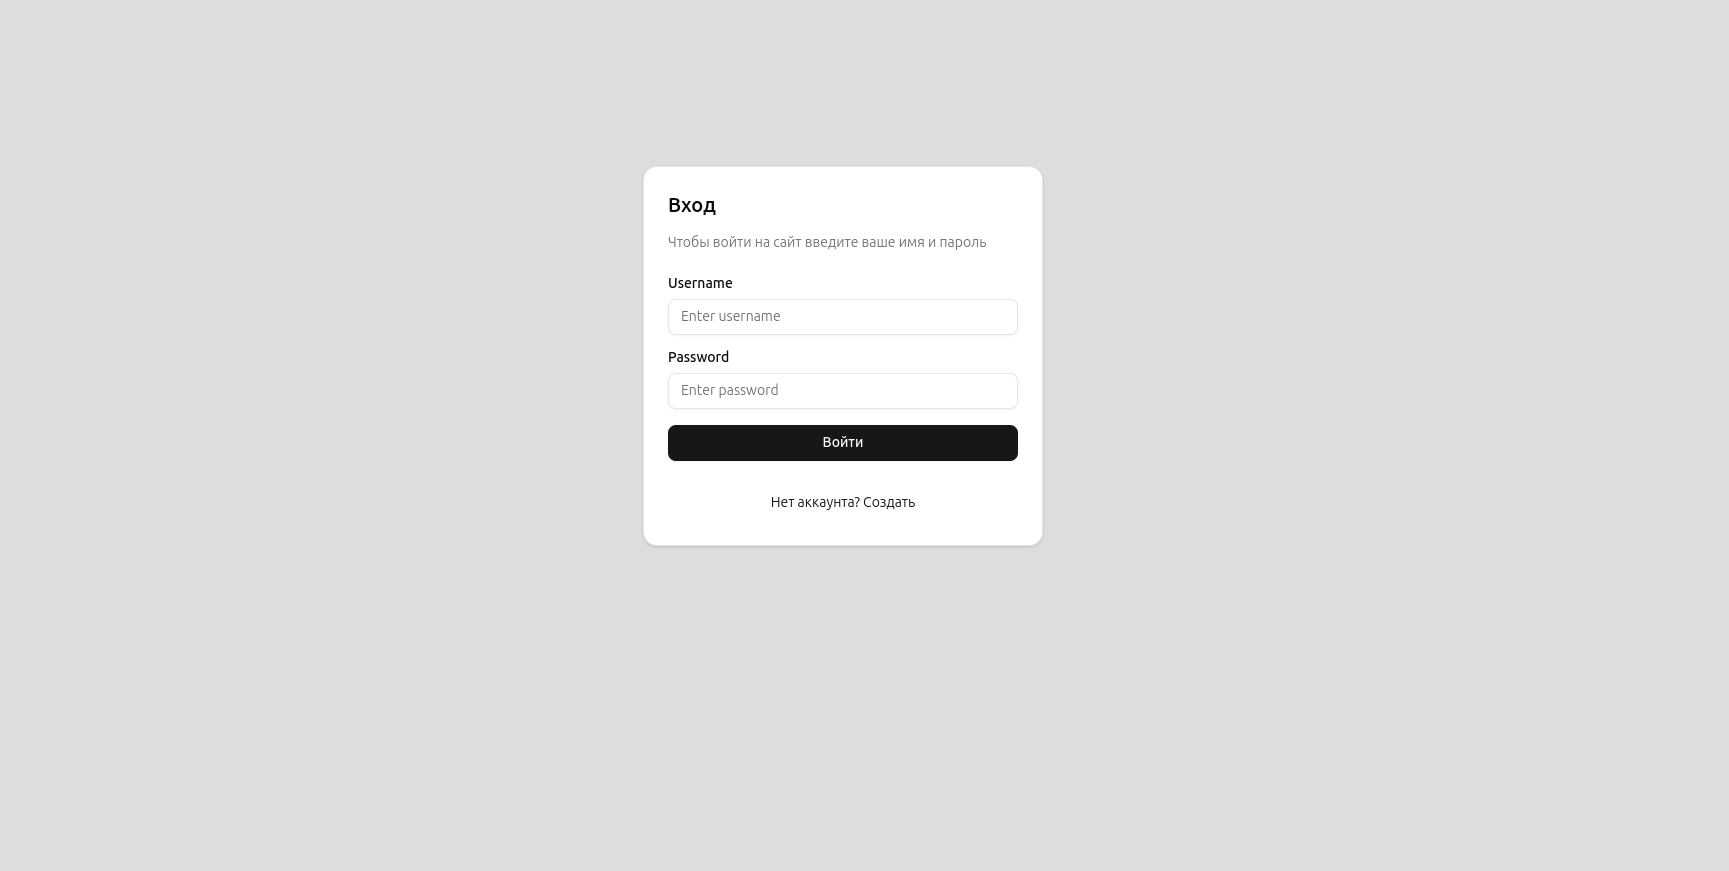 Вход
Чтобы войти на сайт введите ваше имя и пароль
Username
Enter username
Password
Enter password
Войти
Нет аккаунта? Создать